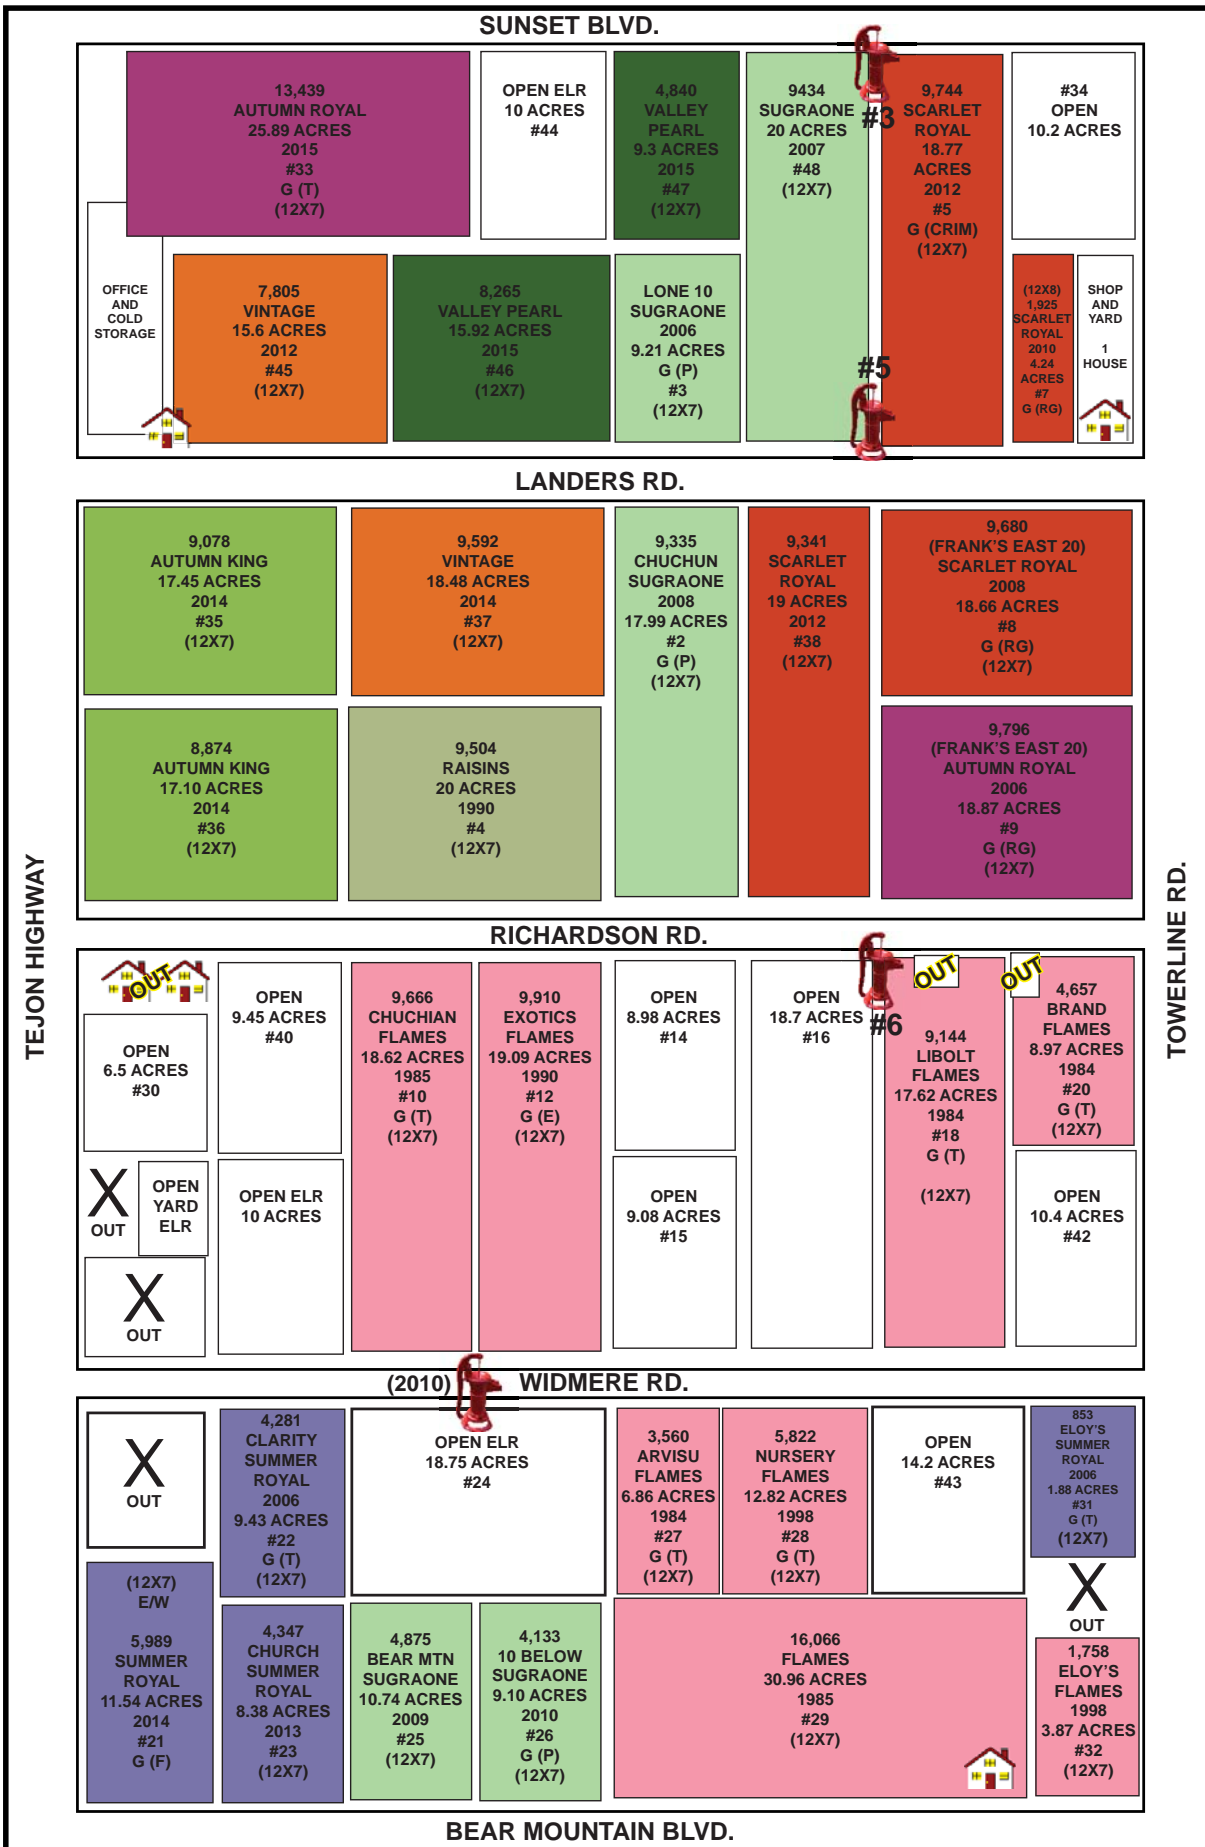 SUNSET BLVD.
13,439
AUTUMN ROYAL
25.89 ACRES
2015
#33
G (T)
(12X7)
OPEN ELR
10 ACRES
#44
4,840
VALLEY
PEARL
9.3 ACRES
2015
#47
(12X7)
9434
SUGRAONE
20 ACRES
2007
#48
(12X7)
#3
9,744
SCARLET
ROYAL
18.77
ACRES
2012
#5
G (CRIM)
(12X7)
#34
OPEN
10.2 ACRES
OFFICE
AND
COLD
STORAGE
7,805
VINTAGE
15.6 ACRES
2012
#45
(12X7)
8,265
VALLEY PEARL
15.92 ACRES
2015
#46
(12X7)
LONE 10
SUGRAONE
2006
9.21 ACRES
G (P)
#3
(12X7)
#5
(12X8)
1,925
SCARLET
ROYAL
2010
4.24
ACRES
#7
G (RG)
SHOP
AND
YARD
1
HOUSE
LANDERS RD.
9,078
AUTUMN KING
17.45 ACRES
2014
#35
(12X7)
9,592
VINTAGE
18.48 ACRES
2014
#37
(12X7)
9,335
CHUCHUN
SUGRAONE
2008
17.99 ACRES
#2
G (P)
(12X7)
9,341
SCARLET
ROYAL
19 ACRES
2012
#38
(12X7)
9,680
(FRANK'S EAST 20)
SCARLET ROYAL
2008
18.66 ACRES
#8
G (RG)
(12X7)
8,874
AUTUMN KING
17.10 ACRES
2014
#36
(12X7)
9,504
RAISINS
20 ACRES
1990
#4
(12X7)
9,796
(FRANK'S EAST 20)
AUTUMN ROYAL
2006
18.87 ACRES
#9
G (RG)
(12X7)
TEJON HIGHWAY
TOWERLINE RD.
RICHARDSON RD.
OUT
OPEN
6.5 ACRES
#30
OPEN
9.45 ACRES
#40
9,666
CHUCHIAN
FLAMES
18.62 ACRES
1985
#10
G (T)
(12X7)
9,910
EXOTICS
FLAMES
19.09 ACRES
1990
#12
G (E)
(12X7)
OPEN
8.98 ACRES
#14
OPEN
18.7 ACRES
#16
#6
OUT
9,144
LIBOLT
FLAMES
17.62 ACRES
1984
#18
G (T)
(12X7)
OUT
4,657
BRAND
FLAMES
8.97 ACRES
1984
#20
G (T)
(12X7)
X
OUT
OPEN
YARD
ELR
OPEN ELR
10 ACRES
OPEN
9.08 ACRES
#15
OPEN
10.4 ACRES
#42
X
OUT
(2010)
WIDMERE RD.
X
OUT
4,281
CLARITY
SUMMER
ROYAL
2006
9.43 ACRES
#22
G (T)
(12X7)
OPEN ELR
18.75 ACRES
#24
3,560
ARVISU
FLAMES
6.86 ACRES
1984
#27
G (T)
(12X7)
5,822
NURSERY
FLAMES
12.82 ACRES
1998
#28
G (T)
(12X7)
OPEN
14.2 ACRES
#43
853
ELOY'S
SUMMER
ROYAL
2006
1.88 ACRES
#31
G (T)
(12X7)
X
OUT
(12X7)
E/W
5,989
SUMMER
ROYAL
11.54 ACRES
2014
#21
G (F)
4,347
CHURCH
SUMMER
ROYAL
8.38 ACRES
2013
#23
(12X7)
4,875
BEAR MTN
SUGRAONE
10.74 ACRES
2009
#25
(12X7)
4,133
10 BELOW
SUGRAONE
9.10 ACRES
2010
#26
G (P)
(12X7)
16,066
FLAMES
30.96 ACRES
1985
#29
(12X7)
1,758
ELOY'S
FLAMES
1998
3.87 ACRES
#32
(12X7)
BEAR MOUNTAIN BLVD.